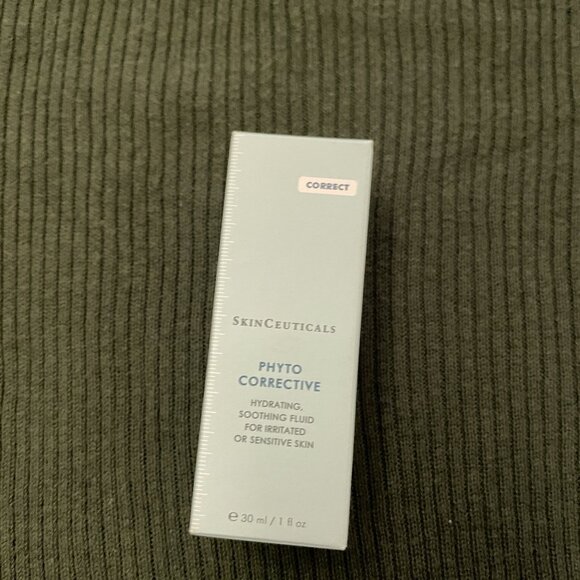 CORRECT
SKINCEUTICALS
PHYTO
CORRECTIVE
HYDRATING,
SOOTHING FLUID
FOR IRRITATED
OR SENSITIVE SKIN
e 30 ml / 1 fl oz